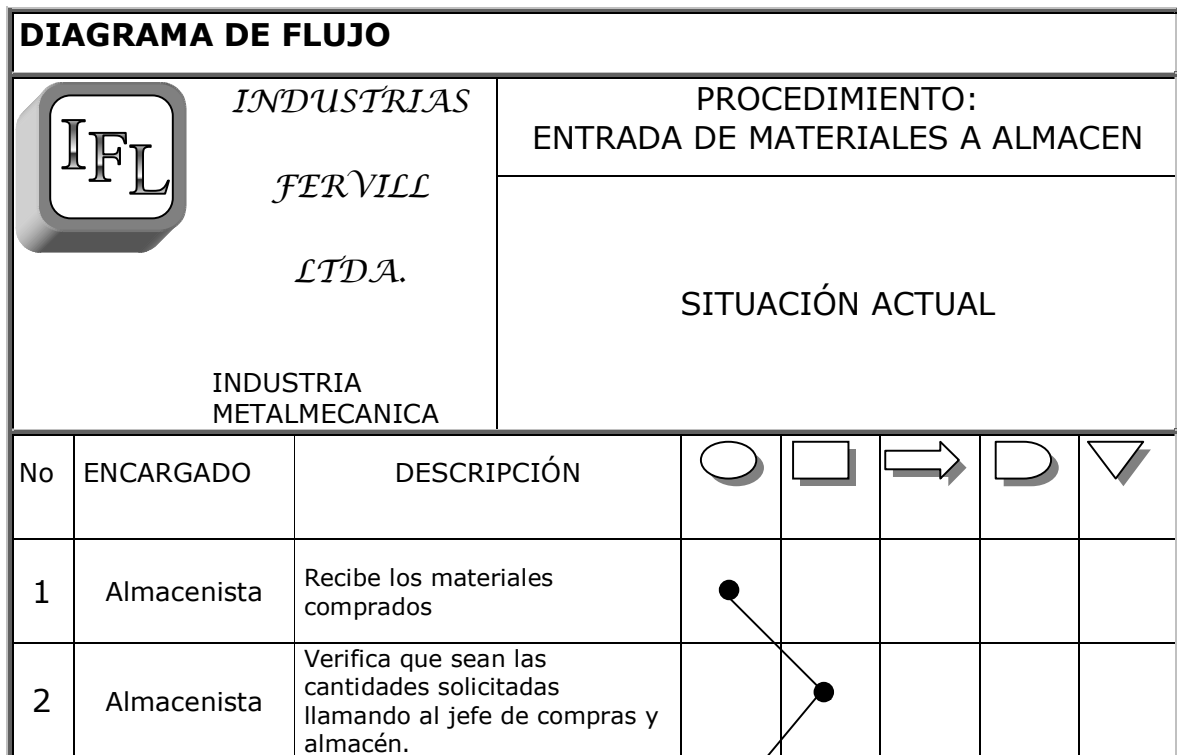 DIAGRAMA DE FLUJO
IFL
INDUSTRIAS
FERVILL
LTDA.
INDUSTRIA
METALMECANICA
PROCEDIMIENTO:
ENTRADA DE MATERIALES A ALMACEN
SITUACIÓN ACTUAL
No ENCARGADO DESCRIPCIÓN
1 Almacenista Recibe los materiales
comprados
2 Almacenista Verifica que sean las
cantidades solicitadas
llamando al jefe de compras y
almacén.